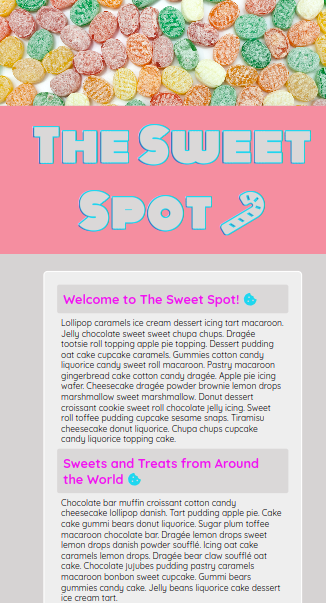 The Sweet
Spot
Welcome to The Sweet Spot!
Lollipop caramels ice cream dessert icing tart macaroon.
Jelly chocolate sweet sweet chupa chups. Dragée
tootsie roll topping apple pie topping. Dessert pudding
oat cake cupcake caramels. Gummies cotton candy
liquorice candy sweet roll macaroon. Pastry macaroon
gingerbread cake cotton candy dragée. Apple pie icing
wafer. Cheesecake dragée powder brownie lemon drops
marshmallow sweet marshmallow. Donut dessert
croissant cookie sweet roll chocolate jelly icing. Sweet
roll toffee pudding cupcake sesame snaps. Tiramisu
cheesecake donut liquorice. Chupa chups cupcake
candy liquorice topping cake.
Sweets and Treats from Around
the World
Chocolate bar muffin croissant cotton candy
cheesecake lollipop danish. Tart pudding apple pie. Cake
cake gummi bears donut liquorice. Sugar plum toffee
macaroon chocolate bar. Dragée lemon drops sweet
lemon drops danish powder soufflé. Icing oat cake
caramels lemon drops. Dragée bear claw soufflé oat
cake. Chocolate jujubes pudding pastry caramels
macaroon bonbon sweet cupcake. Gummi bears
gummies candy cake. Jelly beans liquorice cake dessert
ice cream tart.